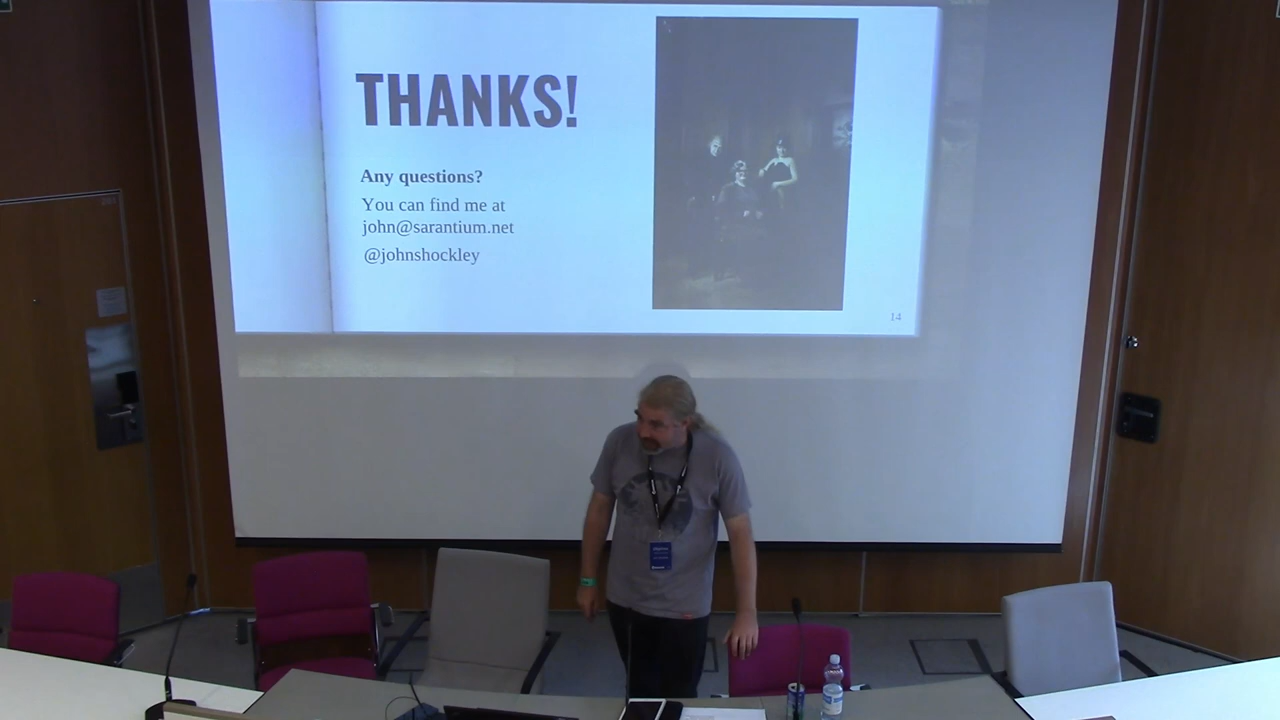 THANKS!
Any questions?
You can find me at
john@sarantium.net
@johnshockley
14